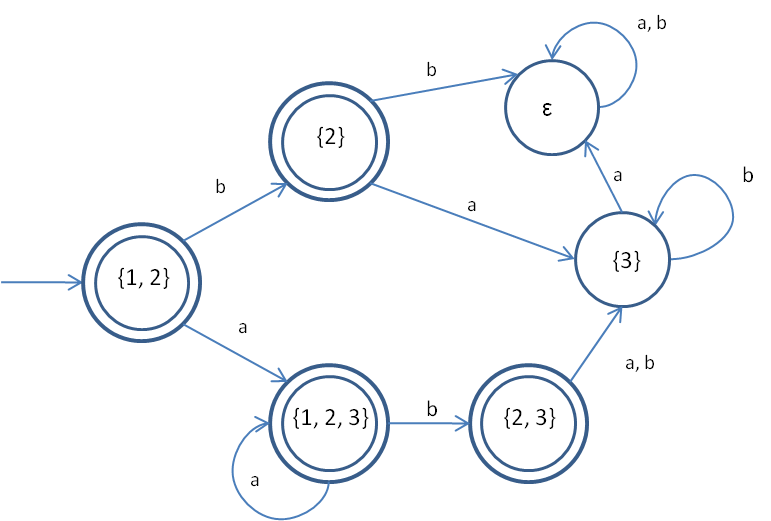 a, b
b
ε
{2}
a
b
b
a
{3}
{1, 2}
a
a, b
{1, 2, 3}
b
{2, 3}
a